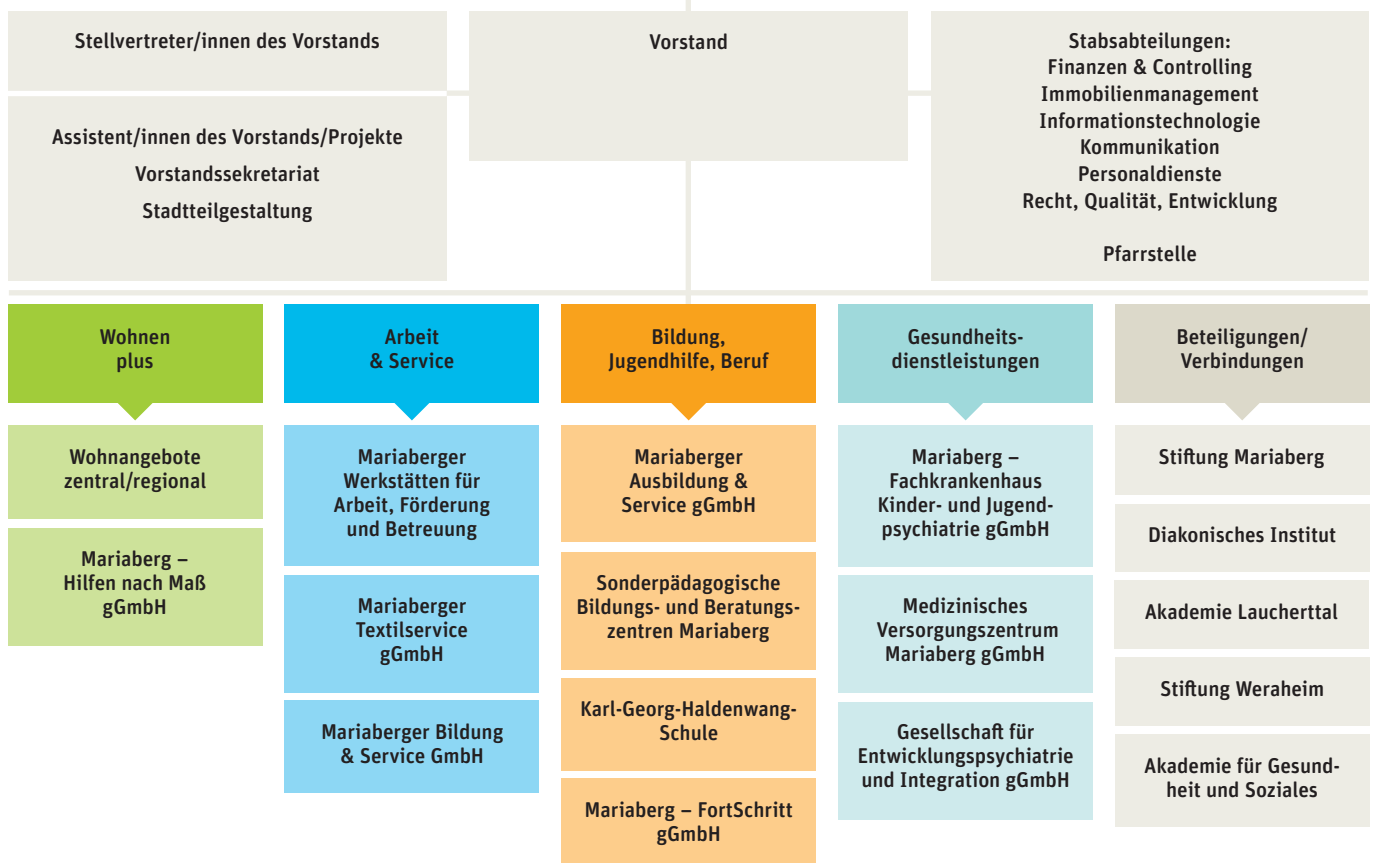 Stellvertreter/innen des Vorstands
Assistent/innen des Vorstands/Projekte
Vorstandssekretariat
Stadtteilgestaltung
Vorstand
Stabsabteilungen:
Finanzen & Controlling
Immobilienmanagement
Informationstechnologie
Kommunikation
Personaldienste
Recht, Qualität, Entwicklung
Pfarrstelle
Wohnen
plus
Wohnangebote
zentral/regional
Mariaberg –
Hilfen nach Maß
gGmbH
Arbeit
& Service
Mariaberger
Werkstätten für
Arbeit, Förderung
und Betreuung
Mariaberger
Textilservice
gGmbH
Mariaberger Bildung
& Service GmbH
Bildung,
Jugendhilfe, Beruf
Mariaberger
Ausbildung &
Service gGmbH
Sonderpädagogische
Bildungs- und Beratungs-
zentren Mariaberg
Karl-Georg-Haldenwang-
Schule
Mariaberg – FortSchritt
gGmbH
Gesundheits-
dienstleistungen
Mariaberg –
Fachkrankenhaus
Kinder- und Jugend-
psychiatrie gGmbH
Medizinisches
Versorgungszentrum
Mariaberg gGmbH
Gesellschaft für
Entwicklungspsychiatrie
und Integration gGmbH
Beteiligungen/
Verbindungen
Stiftung Mariaberg
Diakonisches Institut
Akademie Laucherttal
Stiftung Weraheim
Akademie für Gesund-
heit und Soziales